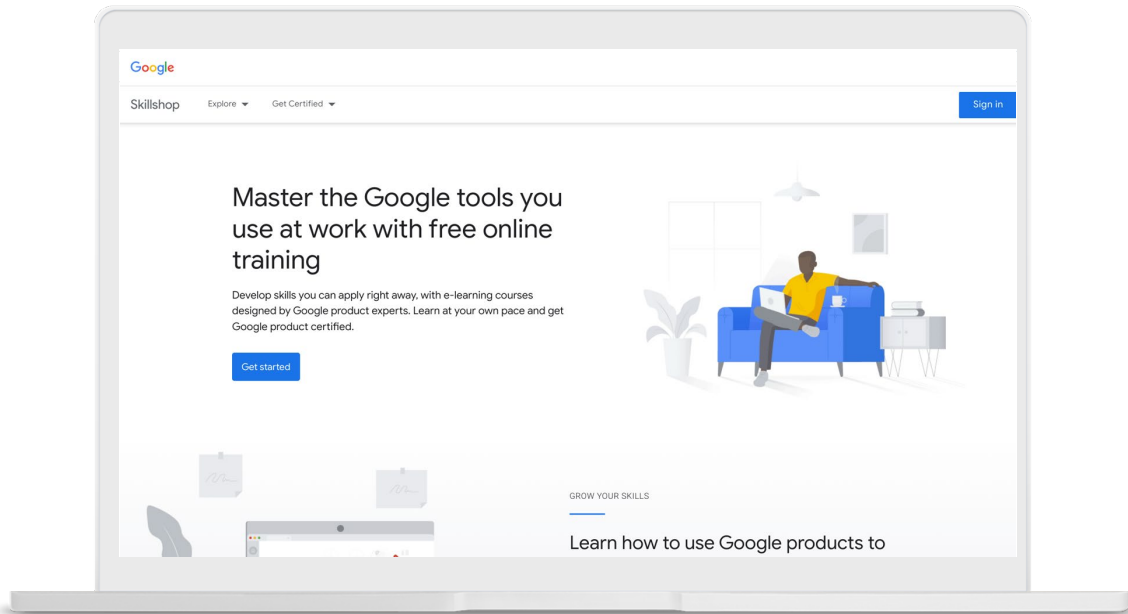 Google
Skillshop Explore Get Certified Sign in
Master the Google tools you
use at work with free online
training
Develop skills you can apply right away, with e-learning courses
designed by Google product experts. Learn at your own pace and get
Google product certified.
Get started
GROW YOUR SKILLS
Learn how to use Google products to